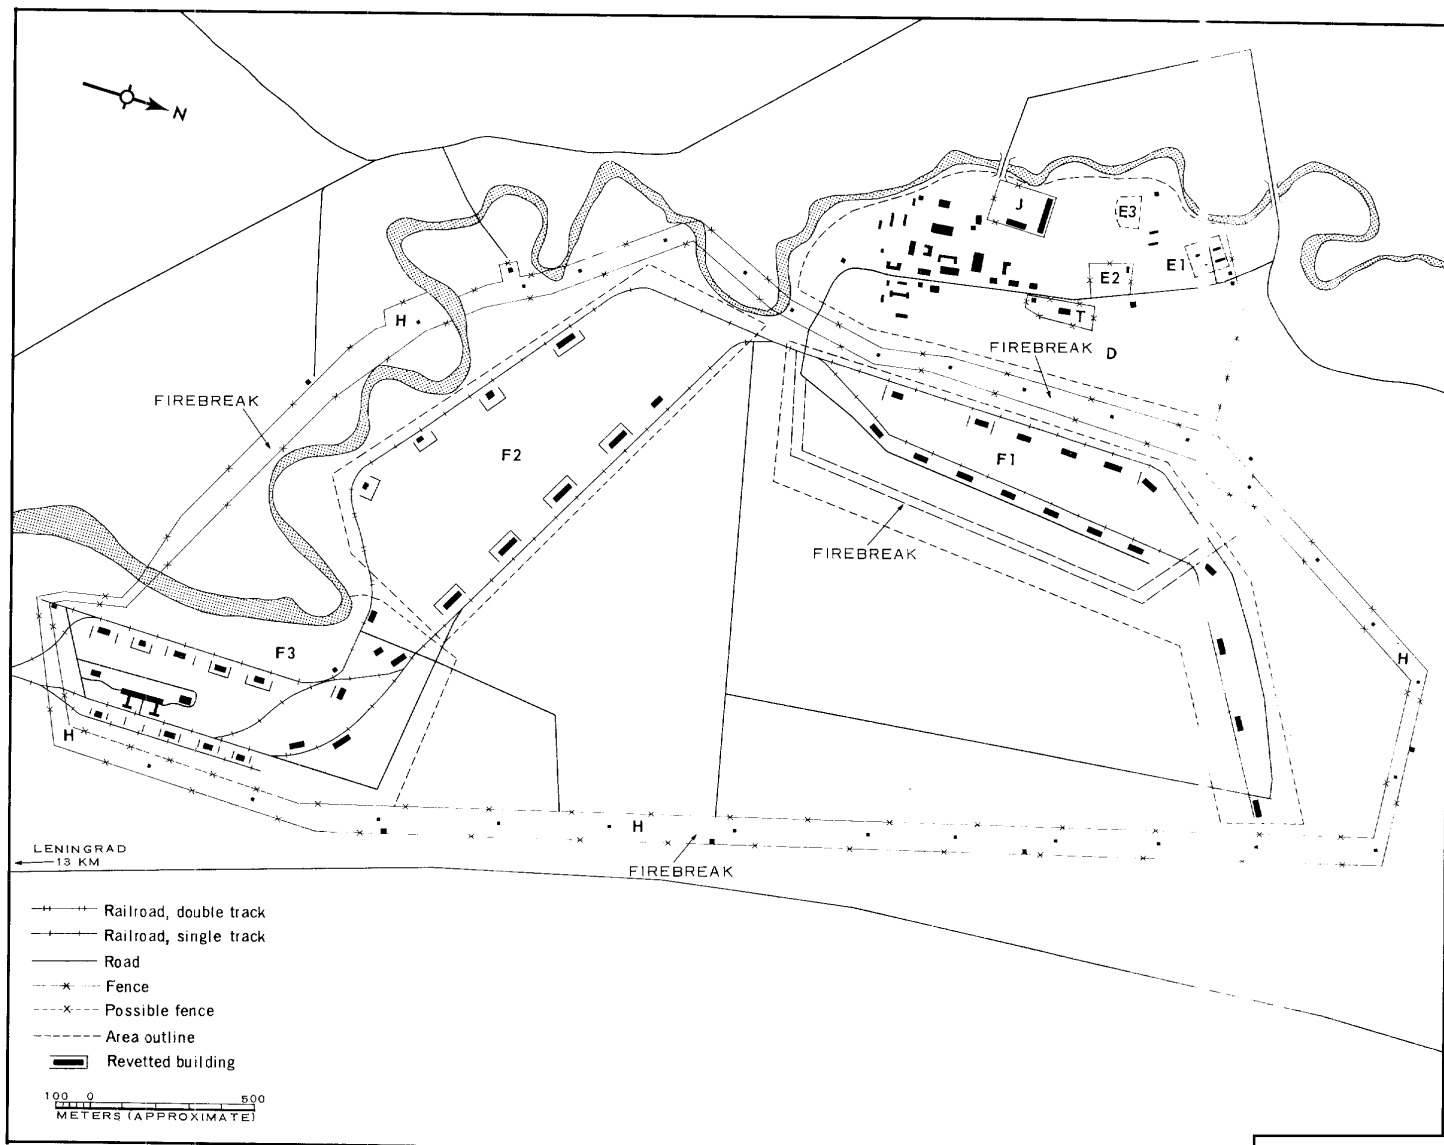 N
J
E3
E1
E2
T
D
FIREBREAK
H
FIREBREAK
F2
F1
FIREBREAK
F3
H
H
H
FIREBREAK
LENINGRAD
13 KM
Railroad, double track
Railroad, single track
Road
Fence
Possible fence
Area outline
Revetted building
100 0 500
METERS (APPROXIMATE)